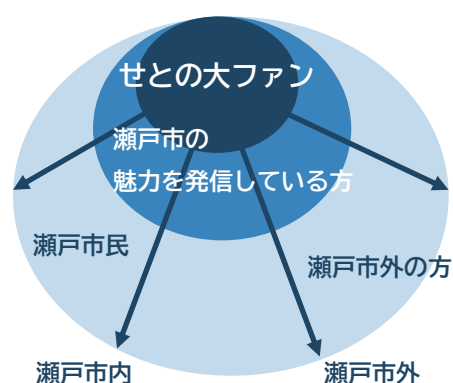 せとの大ファン
瀬戸市の
魅力を発信している方
瀬戸市民
瀬戸市外の方
瀬戸市内
瀬戸市外